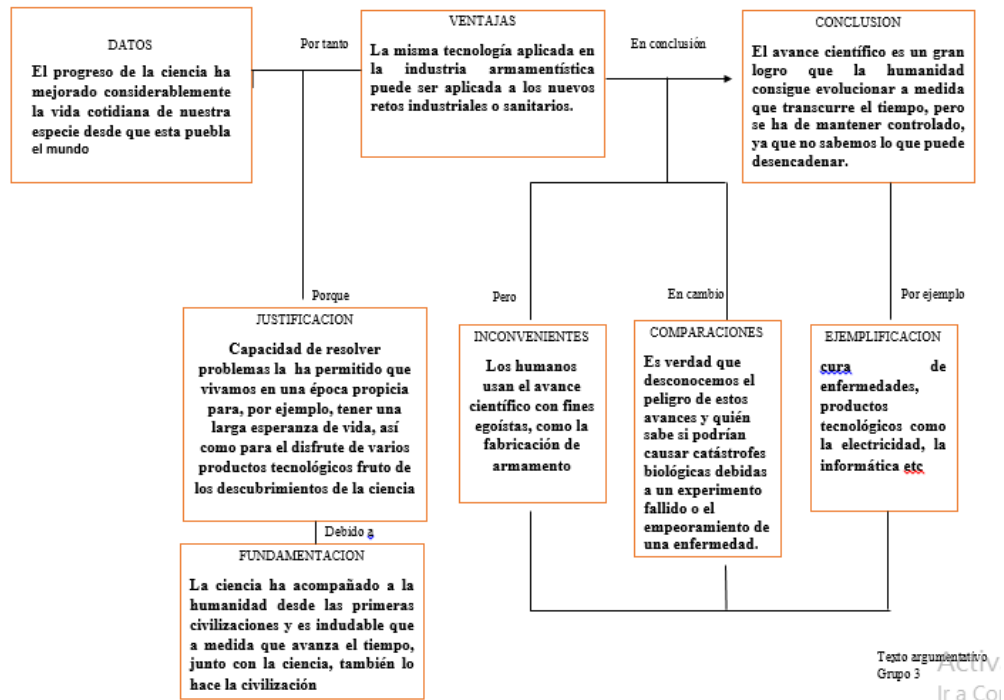 DATOS
El progreso de la ciencia ha
mejorado considerablemente
la vida cotidiana de nuestra
especie desde que esta puebla
el mundo
Por tanto
VENTAJAS
La misma tecnología aplicada en
la industria armamentística
puede ser aplicada a los nuevos
retos industriales o sanitarios.
En conclusión
CONCLUSION
El avance científico es un gran
logro que la humanidad
consigue evolucionar a medida
que transcurre el tiempo, pero
se ha de mantener controlado,
ya que no sabemos lo que puede
desencadenar.
Porque
JUSTIFICACION
Capacidad de resolver
problemas la ha permitido que
vivamos en una época propicia
para, por ejemplo, tener una
larga esperanza de vida, así
como para el disfrute de varios
productos tecnológicos fruto de
los descubrimientos de la ciencia
Debido a
FUNDAMENTACION
La ciencia ha acompañado a la
humanidad desde las primeras
civilizaciones y es indudable que
a medida que avanza el tiempo,
junto con la ciencia, también lo
hace la civilización
Pero
INCONVENIENTES
Los humanos
usan el avance
científico con fines
egoístas, como la
fabricación de
armamento
En cambio
COMPARACIONES
Es verdad que
desconocemos el
peligro de estos
avances y quién
sabe si podrían
causar catástrofes
biológicas debidas
a un experimento
fallido o el
empeoramiento de
una enfermedad.
Por ejemplo
EJEMPLIFICACION
cura de
enfermedades,
productos
tecnológicos como
la electricidad, la
informática etc
Texto argumentativo
Grupo 3
Activ
Ir a Co